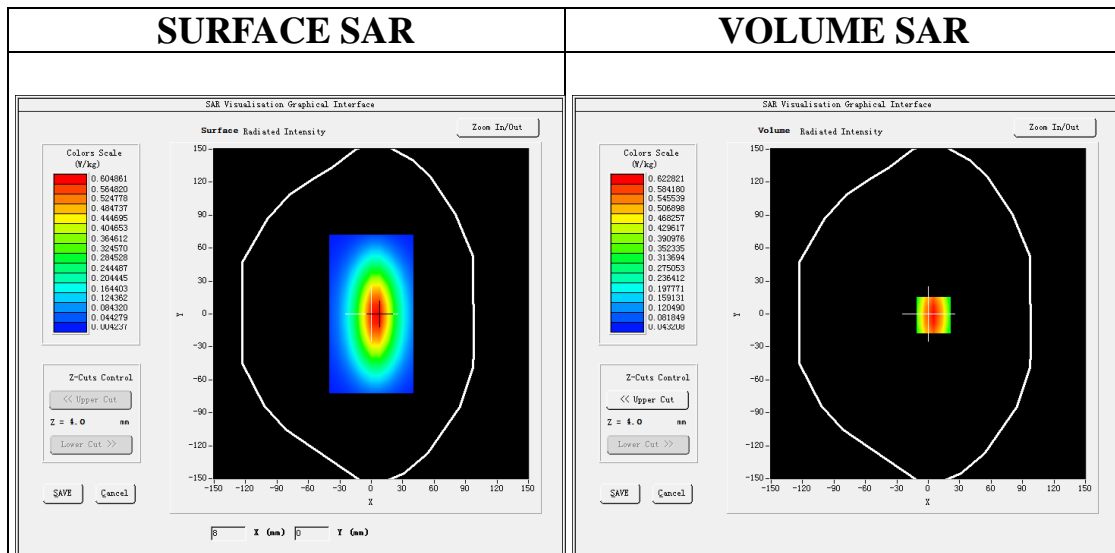 SURFACE SAR
VOLUME SAR
SAR Visualisation Graphical Interface
Surface Radiated Intensity
Zoom In/Out
Colors Scale
(W/kg)
0.604861
0.564820
0.524778
0.484737
0.444695
0.404653
0.364612
0.324570
0.284528
0.244487
0.204445
0.164403
0.124362
0.084320
0.044279
0.004237
Z-Cuts Control
<< Upper Cut
Z = 4.0 mm
Lower Cut >>
SAVE
Cancel
150
120
90
60
30
0
-30
-60
-90
-120
-150
Y
-150 -120 -90 -60 -30 0 30 60 90 120 150
X
8 X (mm) 0 Y (mm)
SAR Visualisation Graphical Interface
Volume Radiated Intensity
Zoom In/Out
Colors Scale
(W/kg)
0.622821
0.584180
0.545539
0.506898
0.468257
0.429617
0.390976
0.352335
0.313694
0.275053
0.236412
0.197771
0.159131
0.120490
0.081849
0.043208
Z-Cuts Control
<< Upper Cut
Z = 4.0 mm
Lower Cut >>
SAVE
Cancel
150
120
90
60
30
0
-30
-60
-90
-120
-150
Y
-150 -120 -90 -60 -30 0 30 60 90 120 150
X